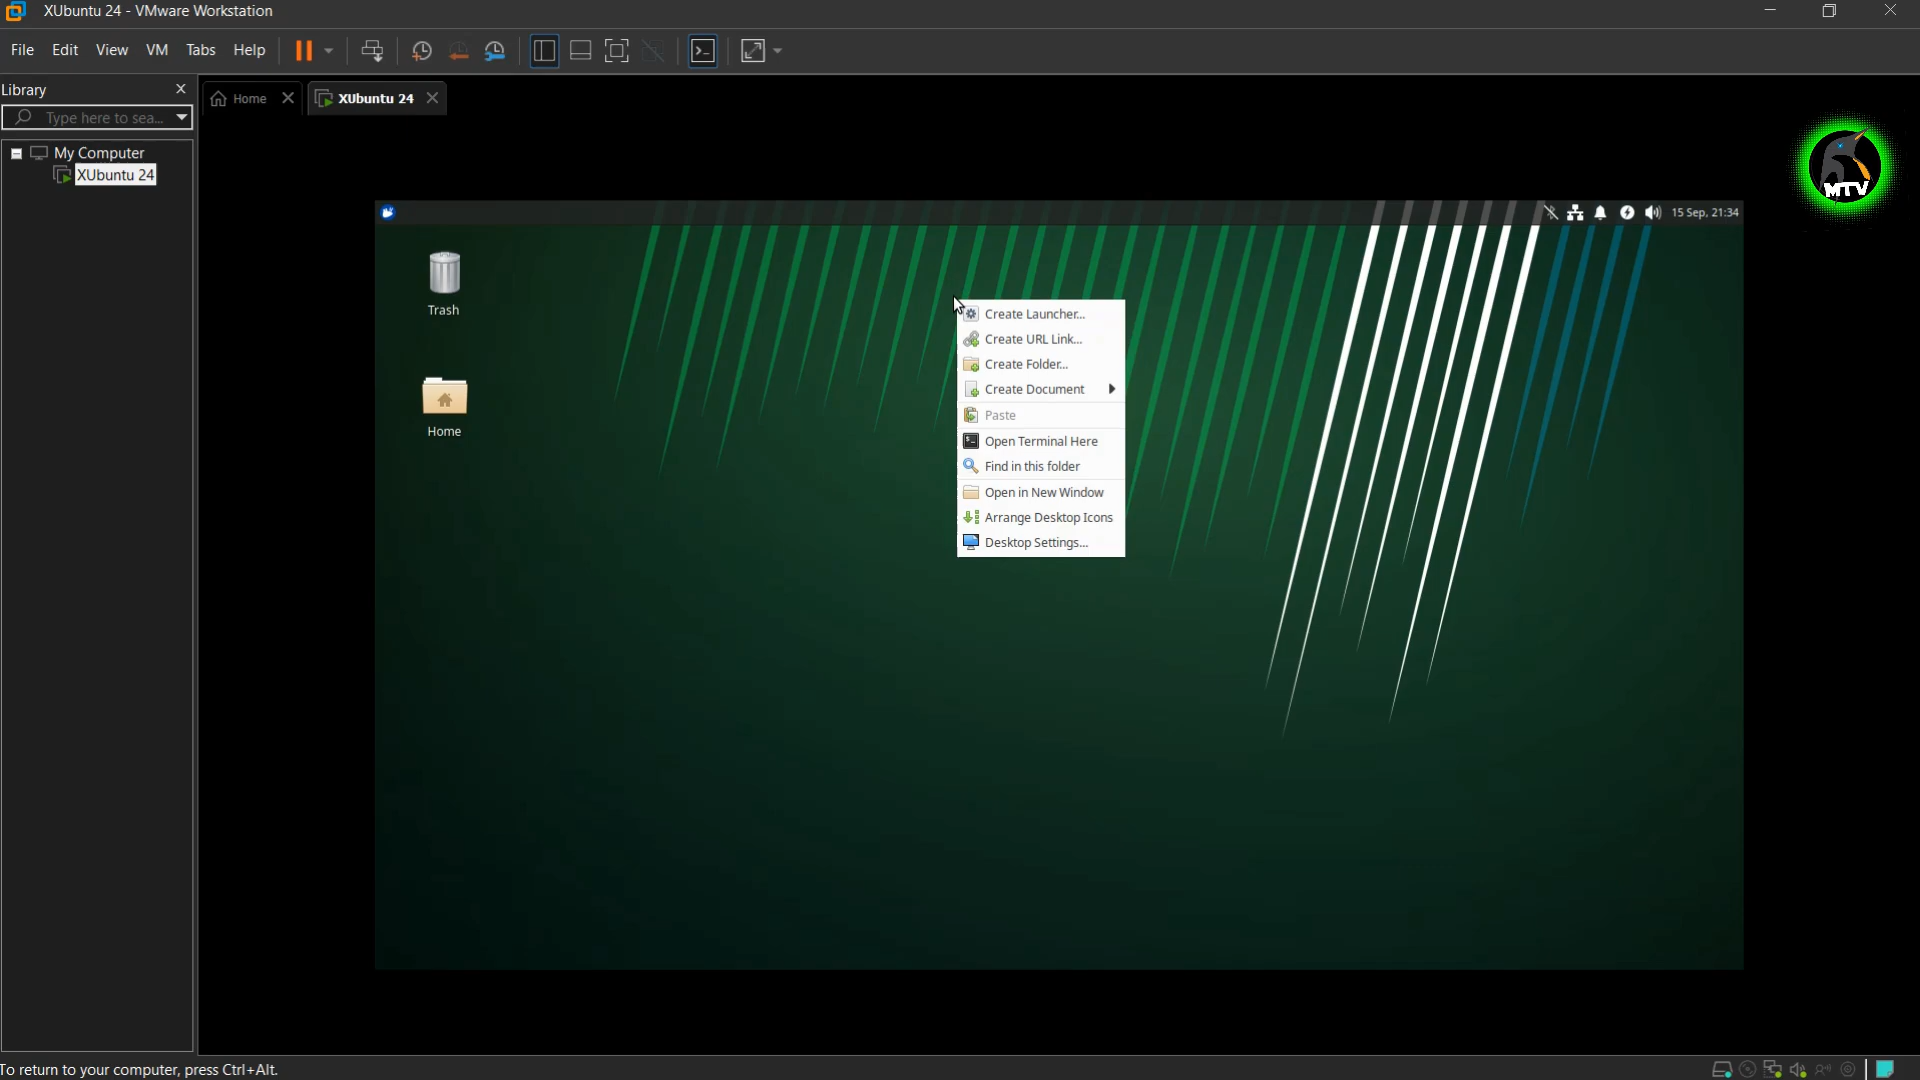 XUbuntu 24 - VMware Workstation
File Edit View VM Tabs Help
Library
Type here to sea...
My Computer
XUbuntu 24
Home
XUbuntu 24
MTV
15 Sep, 21:34
Trash
Home
Create Launcher...
Create URL Link...
Create Folder...
Create Document
Paste
Open Terminal Here
Find in this folder
Open in New Window
Arrange Desktop Icons
Desktop Settings...
To return to your computer, press Ctrl+Alt.